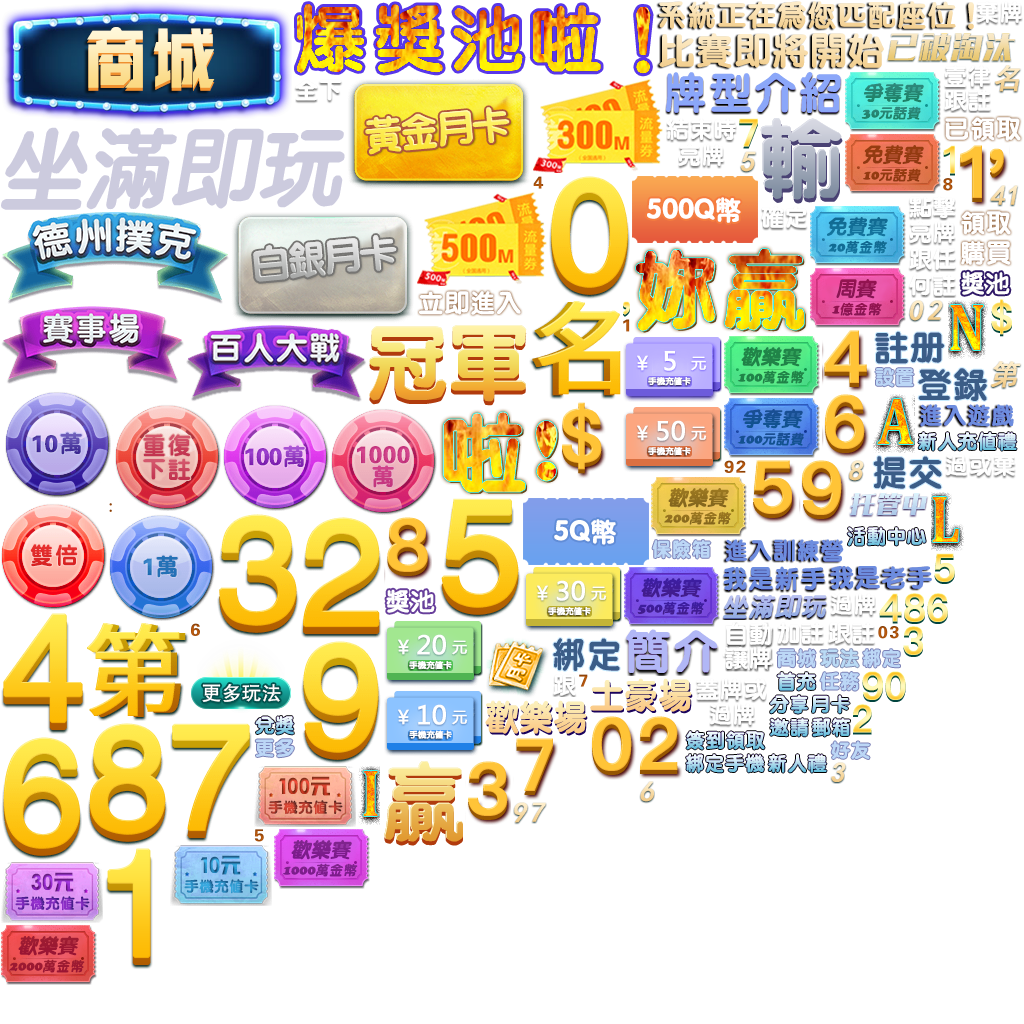 商城
爆獎池啦！
系統正在為您匹配座位！
棄牌
比賽即將開始
已被淘汰
全下
黃金月卡
300M
流量券
300M
牌型介紹
爭奪賽
30元話費
壹律
跟註
名
坐滿即玩
結束時
亮牌
7
5
輸
免費賽
10元話費
已領取
1
8
1’
41
4
0
500Q幣
確定
德州撲克
白銀月卡
500M
流量券
500M
立即進入
免費賽
20萬金幣
點擊
亮牌
跟任
何註
領取
購買
獎池
贏
周賽
1億金幣
02
N
$
賽事場
百人大戰
冠軍
名
1
¥ 5 元
手機充值卡
歡樂賽
100萬金幣
4
註册
設置
登錄
第
10萬
重復
下註
100萬
1000
萬
啦!
$
¥ 50 元
手機充值卡
爭奪賽
100元話費
6
A
進入遊戲
新人充值禮
92
59
8
提交
過或棄
托管中
歡樂賽
200萬金幣
L
雙倍
1萬
32
8
獎池
5
5Q幣
保險箱
進入訓練營
活動中心
¥ 30 元
手機充值卡
歡樂賽
500萬金幣
我是新手
我是老手
5
坐滿即玩
過牌
486
4
第
6
更多玩法
9
¥ 20 元
手機充值卡
月卡
綁定
簡介
自動
讓牌
加註
跟註
03
3
商城
玩法
綁定
跟
7
土豪場
蓋牌或
過牌
首充
任務
90
分享
月卡
邀請
郵箱
2
兌獎
更多
¥ 10 元
手機充值卡
歡樂場
02
簽到領取
綁定手機
新人禮
好友
3
6
6
8
7
100元
手機充值卡
I
贏
3
7
97
5
30元
手機充值卡
1
10元
手機充值卡
歡樂賽
1000萬金幣
歡樂賽
2000萬金幣